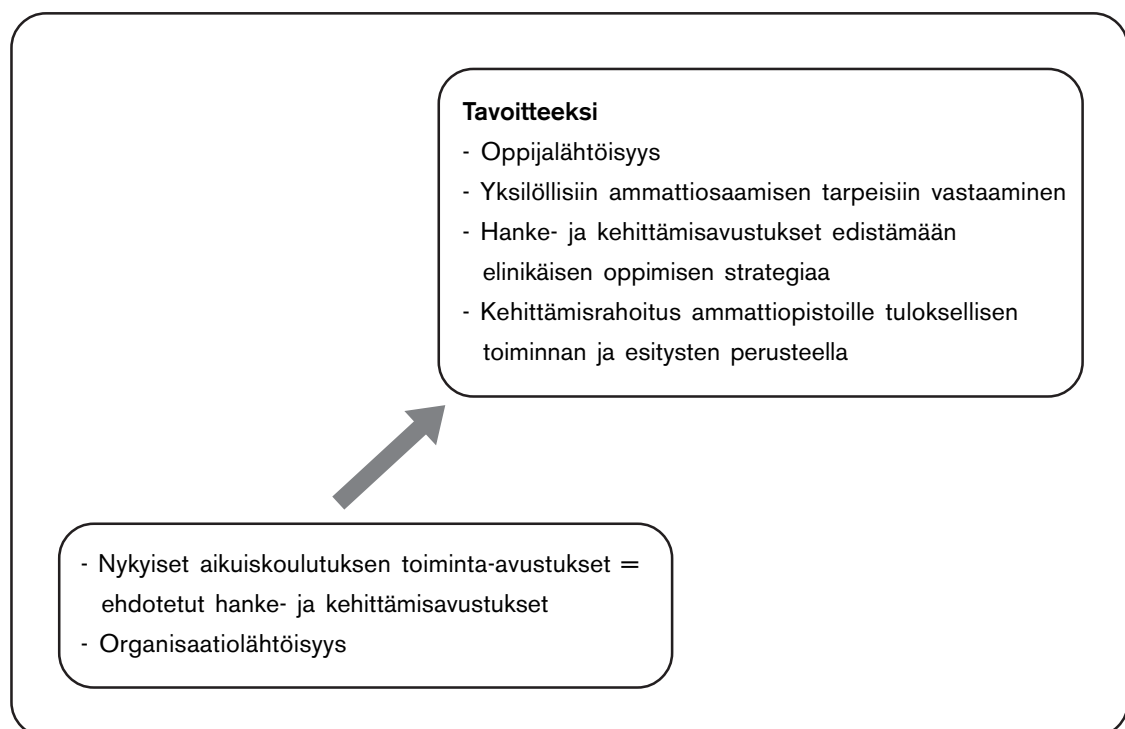 Tavoitteeksi
- Oppijalähtöisyys
- Yksilöllisiin ammattiosaamisen tarpeisiin vastaaminen
- Hanke- ja kehittämisavustukset edistämään
elinikäisen oppimisen strategiaa
- Kehittämisrahoitus ammattiopistoille tuloksellisen
toiminnan ja esitysten perusteella
- Nykyiset aikuiskoulutuksen toiminta-avustukset =
ehdotetut hanke- ja kehittämisavustukset
- Organisaatiolähtöisyys